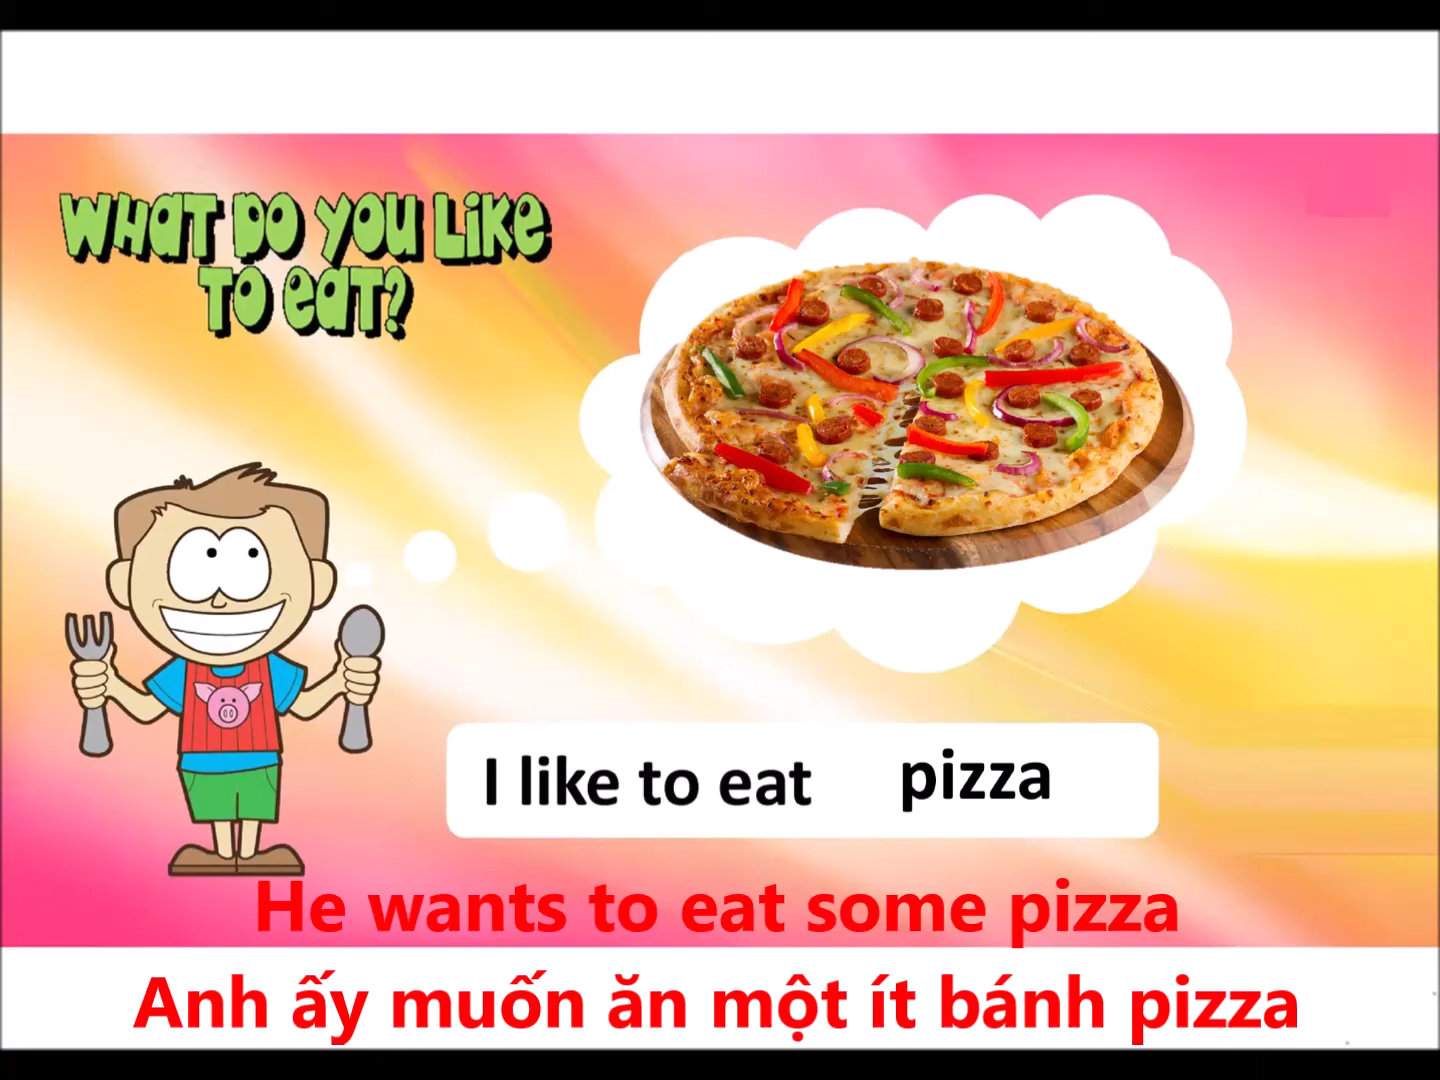 WHAT DO YOU LIKE
TO EAT?
I like to eat pizza
He wants to eat some pizza
Anh ấy muốn ăn một ít bánh pizza